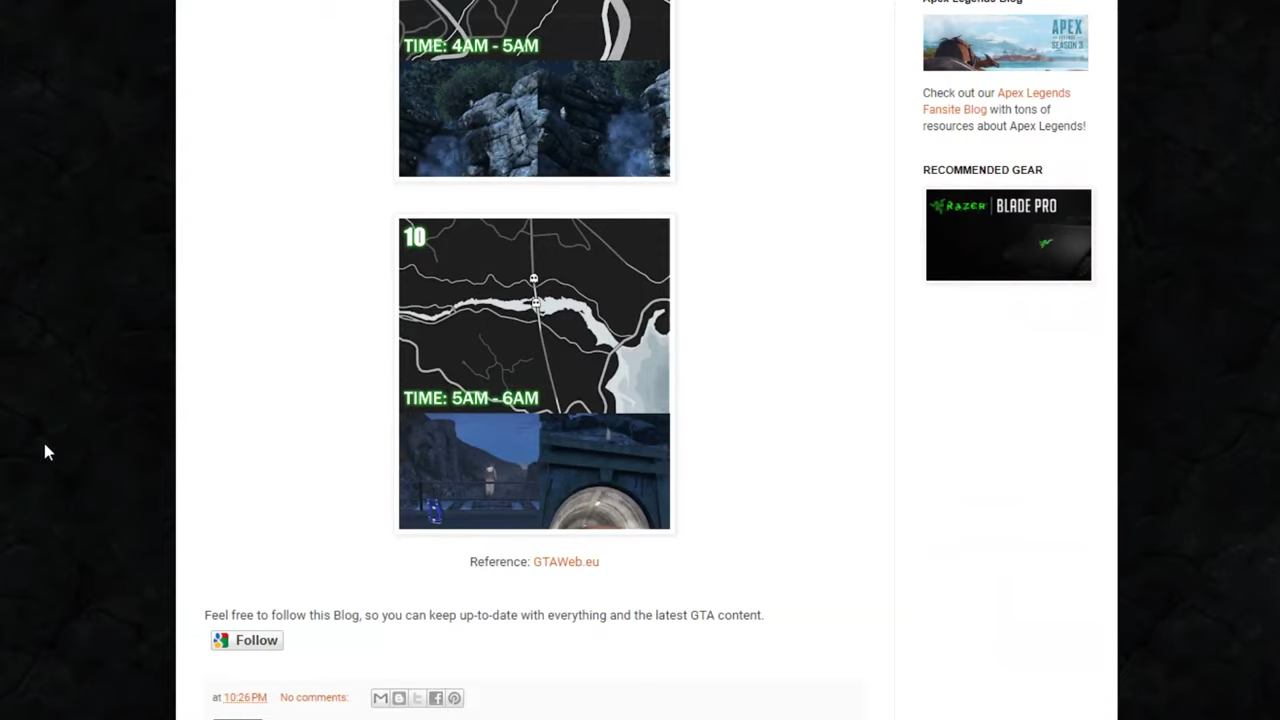 Apex Legends Blog
APEX
LEGENDS
SEASON 3
TIME: 4AM - 5AM
Check out our Apex Legends
Fansite Blog with tons of
resources about Apex Legends!
RECOMMENDED GEAR
RAZER | BLADE PRO
10
TIME: 5AM - 6AM
Reference: GTAWeb.eu
Feel free to follow this Blog, so you can keep up-to-date with everything and the latest GTA content.
Follow
at 10:26 PM No comments: